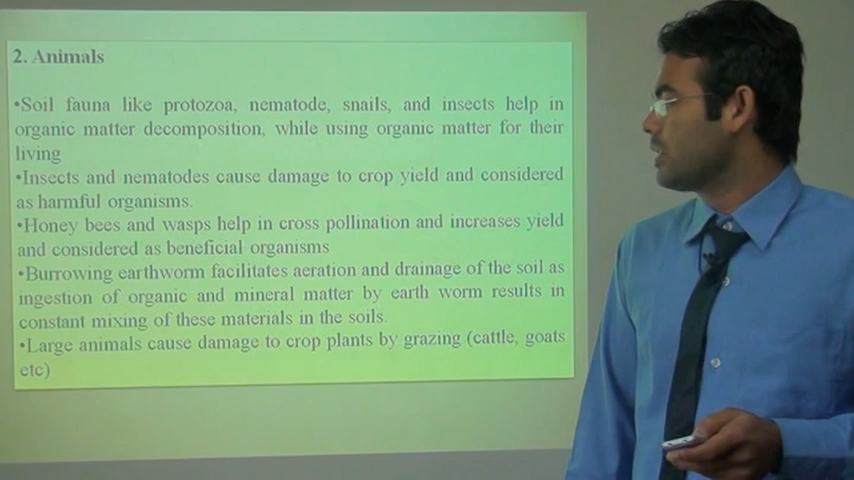 2. Animals
•Soil fauna like protozoa, nematode, snails, and insects help in
organic matter decomposition, while using organic matter for their
living
•Insects and nematodes cause damage to crop yield and considered
as harmful organisms.
•Honey bees and wasps help in cross pollination and increases yield
and considered as beneficial organisms
•Burrowing earthworm facilitates aeration and drainage of the soil as
ingestion of organic and mineral matter by earth worm results in
constant mixing of these materials in the soils.
•Large animals cause damage to crop plants by grazing (cattle, goats
etc)